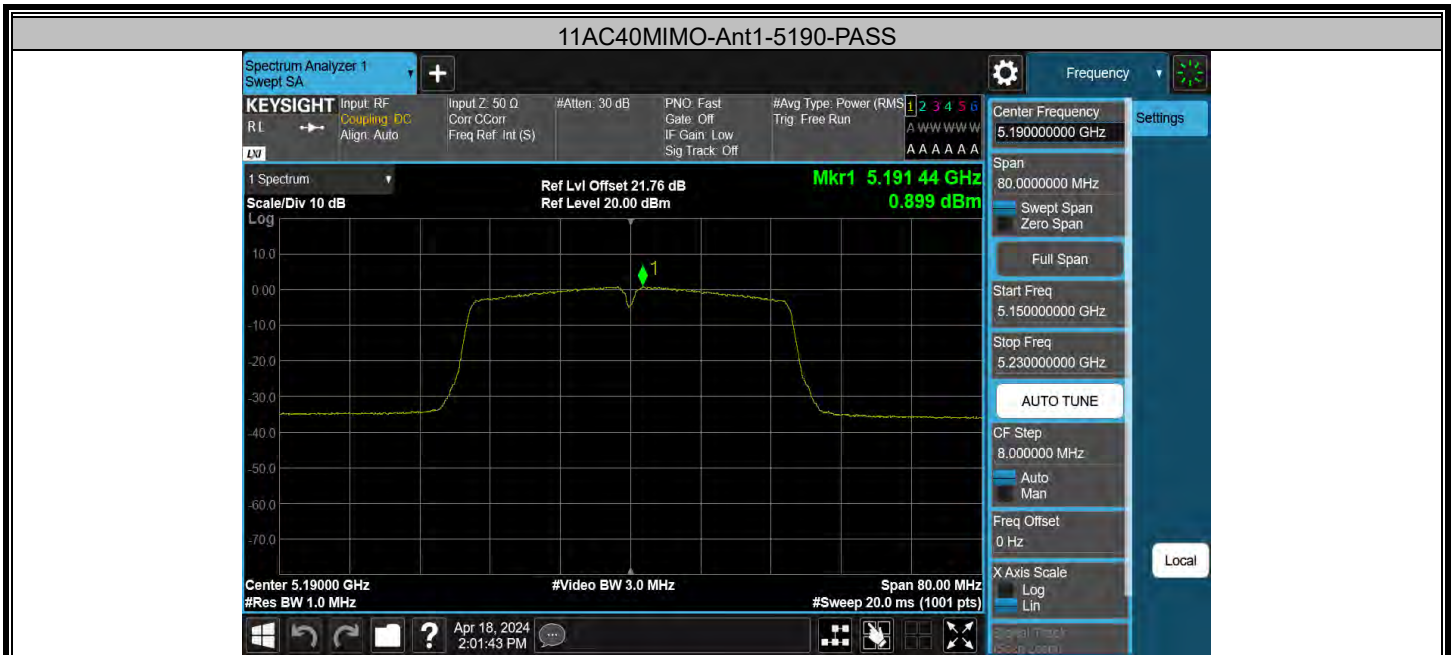 11AC40MIMO-Ant1-5190-PASS
Spectrum Analyzer 1
Swept SA
Frequency
KEYSIGHT
RL
LXI
Input: RF
Coupling: DC
Align: Auto
Input Z: 50 Ω
Corr CCorr
Freq Ref: Int (S)
#Atten: 30 dB
PNO: Fast
Gate: Off
IF Gain: Low
Sig Track: Off
#Avg Type: Power (RMS
Trig: Free Run
1 2 3 4 5 6
A W W W W W
A A A A A A
1 Spectrum
Scale/Div 10 dB
Log
Ref Lvl Offset 21.76 dB
Ref Level 20.00 dBm
Mkr1 5.191 44 GHz
0.899 dBm
10.0
0.00
-10.0
-20.0
-30.0
-40.0
-50.0
-60.0
-70.0
1
Center 5.19000 GHz
#Res BW 1.0 MHz
#Video BW 3.0 MHz
Span 80.00 MHz
#Sweep 20.0 ms (1001 pts)
Center Frequency
5.190000000 GHz
Settings
Span
80.0000000 MHz
Swept Span
Zero Span
Full Span
Start Freq
5.150000000 GHz
Stop Freq
5.230000000 GHz
AUTO TUNE
CF Step
8.000000 MHz
Auto
Man
Freq Offset
0 Hz
X Axis Scale
Log
Lin
Local
?
Apr 18, 2024
2:01:43 PM